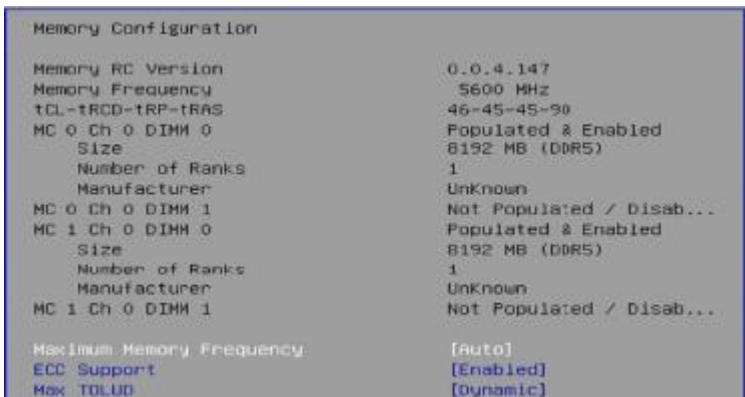 Memory Configuration
Memory RC Version 0.0.4.147
Memory Frequency 5600 MHz
tCL-tRCD-tRP-tRAS 46-45-45-90
MC 0 Ch 0 DIMM 0 Populated & Enabled
Size 8192 MB (DDR5)
Number of Ranks 1
Manufacturer UnKnown
MC 0 Ch 0 DIMM 1 Not Populated / Disab...
MC 1 Ch 0 DIMM 0 Populated & Enabled
Size 8192 MB (DDR5)
Number of Ranks 1
Manufacturer UnKnown
MC 1 Ch 0 DIMM 1 Not Populated / Disab...
Maximum Memory Frequency [Auto]
ECC Support [Enabled]
Max TOLUD [Dynamic]